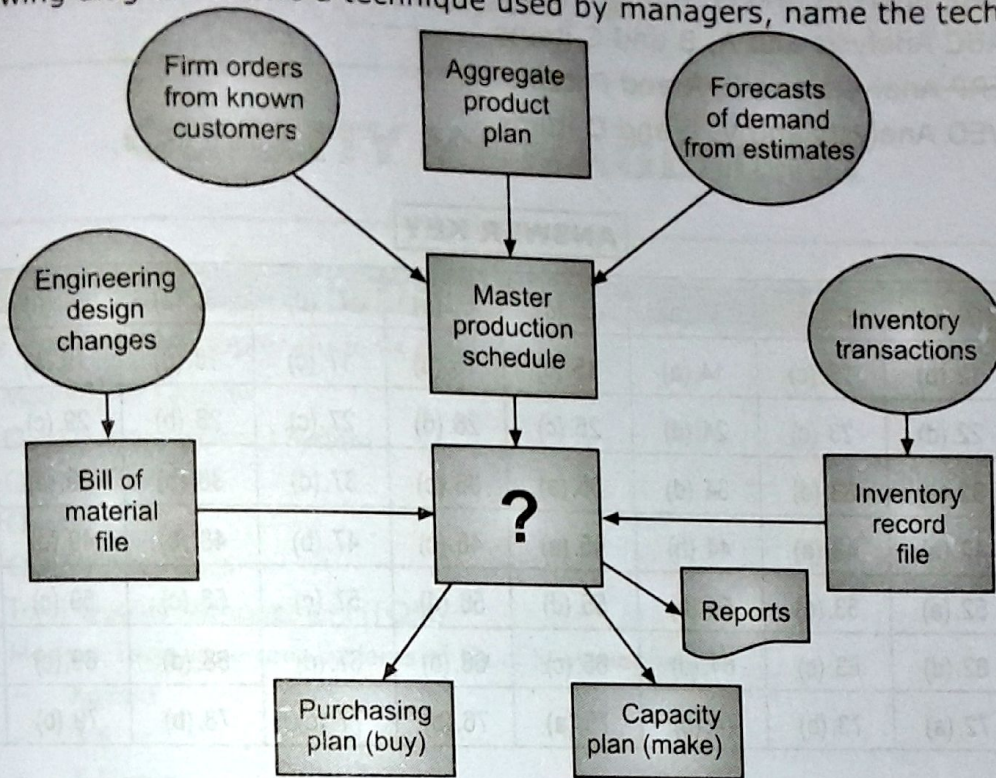 technique used by managers, name the tech
Firm orders
from known
customers
Aggregate
product
plan
Forecasts
of demand
from estimates
Engineering
design
changes
Master
production
schedule
Inventory
transactions
Bill of
material
file
?
Inventory
record
file
Reports
Purchasing
plan (buy)
Capacity
plan (make)